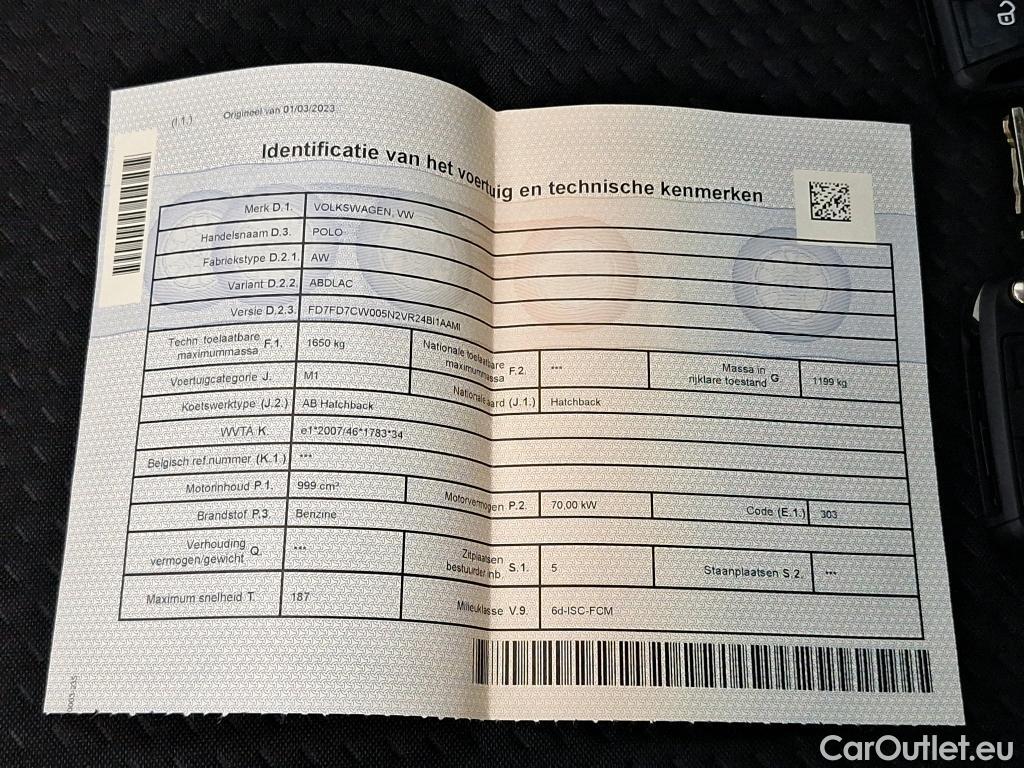 (I.1.) Origineel van 01/03/2023
Identificatie van het voertuig en technische kenmerken
Merk D.1. VOLKSWAGEN, VW
Handelsnaam D.3. POLO
Fabriekstype D.2.1. AW
Variant D.2.2. ABDLAC
Versie D.2.3. FD7FD7CW005N2VR24BI1AAMI
Techn. toelaatbare maximummassa F.1. 1650 kg Nationale toelaatbare maximummassa F.2. *** Massa in rijklare toestand G 1199 kg
Voertuigcategorie J. M1 Nationale aard (J.1.) Hatchback
Koetswerktype (J.2.) AB Hatchback
WVTA K. e1*2007/46*1783*34
Belgisch ref.nummer (K.1.) ***
Motorinhoud P.1. 999 cm³ Motorvermogen P.2. 70,00 kW Code (E.1.) 303
Brandstof P.3. Benzine
Verhouding vermogen/gewicht Q. *** Zitplaatsen bestuurder inb. S.1. 5 Staanplaatsen S.2. ***
Maximum snelheid T. 187 Milieuklasse V.9. 6d-ISC-FCM
CarOutlet.eu